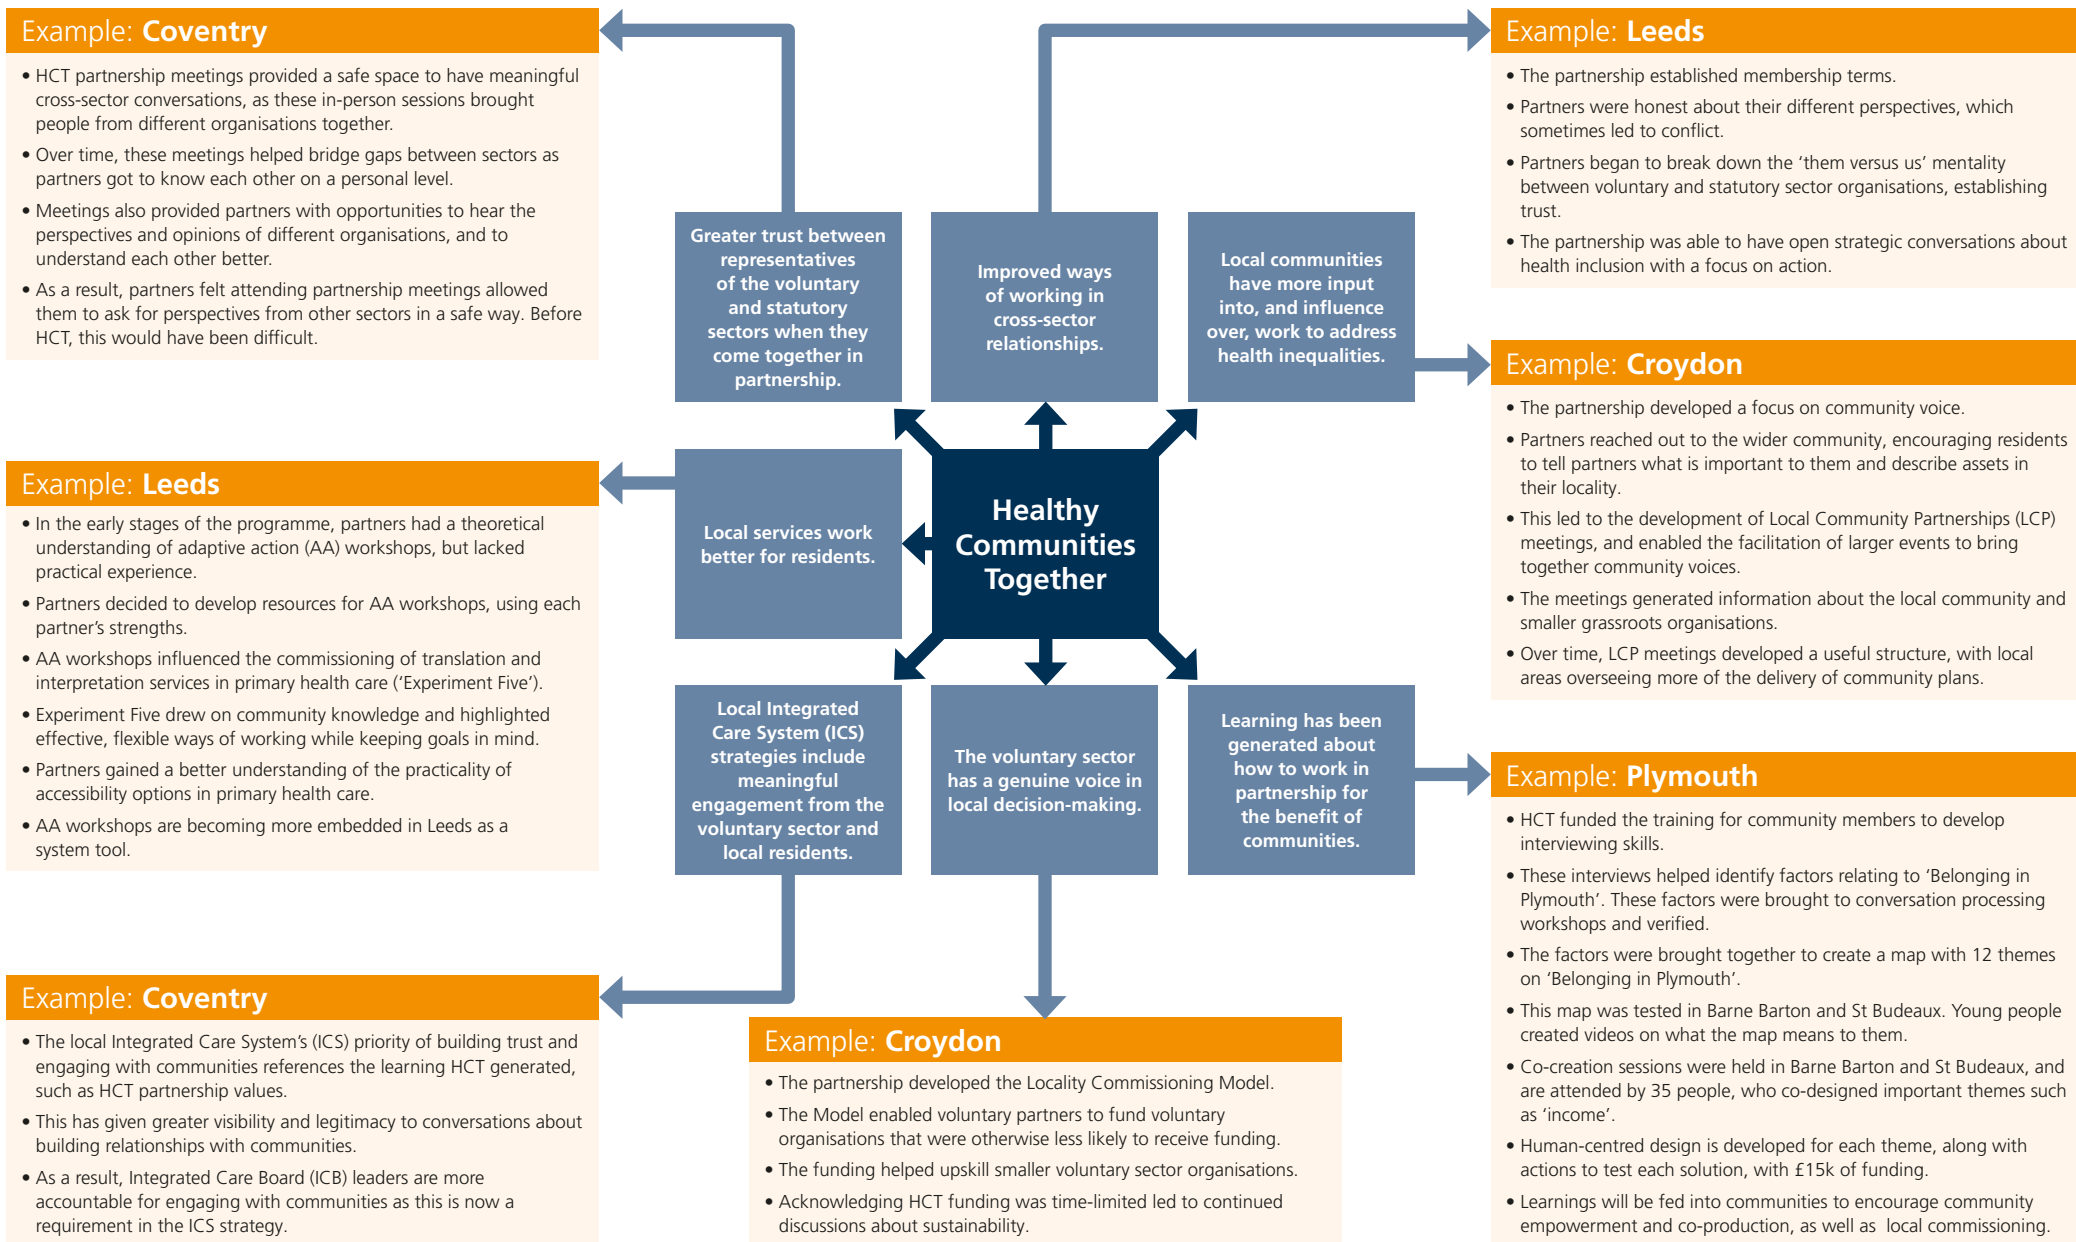 Example: Coventry
• HCT partnership meetings provided a safe space to have meaningful
cross-sector conversations, as these in-person sessions brought
people from different organisations together.
• Over time, these meetings helped bridge gaps between sectors as
partners got to know each other on a personal level.
• Meetings also provided partners with opportunities to hear the
perspectives and opinions of different organisations, and to
understand each other better.
• As a result, partners felt attending partnership meetings allowed
them to ask for perspectives from other sectors in a safe way. Before
HCT, this would have been difficult.
Example: Leeds
• The partnership established membership terms.
• Partners were honest about their different perspectives, which
sometimes led to conflict.
• Partners began to break down the ‘them versus us’ mentality
between voluntary and statutory sector organisations, establishing
trust.
• The partnership was able to have open strategic conversations about
health inclusion with a focus on action.
Greater trust between
representatives
of the voluntary
and statutory
sectors when they
come together in
partnership.
Improved ways
of working in
cross-sector
relationships.
Local communities
have more input
into, and influence
over, work to address
health inequalities.
Example: Croydon
• The partnership developed a focus on community voice.
• Partners reached out to the wider community, encouraging residents
to tell partners what is important to them and describe assets in
their locality.
• This led to the development of Local Community Partnerships (LCP)
meetings, and enabled the facilitation of larger events to bring
together community voices.
• The meetings generated information about the local community and
smaller grassroots organisations.
• Over time, LCP meetings developed a useful structure, with local
areas overseeing more of the delivery of community plans.
Example: Leeds
• In the early stages of the programme, partners had a theoretical
understanding of adaptive action (AA) workshops, but lacked
practical experience.
• Partners decided to develop resources for AA workshops, using each
partner’s strengths.
• AA workshops influenced the commissioning of translation and
interpretation services in primary health care (‘Experiment Five’).
• Experiment Five drew on community knowledge and highlighted
effective, flexible ways of working while keeping goals in mind.
• Partners gained a better understanding of the practicality of
accessibility options in primary health care.
• AA workshops are becoming more embedded in Leeds as a
system tool.
Local services work
better for residents.
Healthy
Communities
Together
Local Integrated
Care System (ICS)
strategies include
meaningful
engagement from the
voluntary sector and
local residents.
The voluntary sector
has a genuine voice in
local decision-making.
Learning has been
generated about
how to work in
partnership for
the benefit of
communities.
Example: Plymouth
• HCT funded the training for community members to develop
interviewing skills.
• These interviews helped identify factors relating to ‘Belonging in
Plymouth’. These factors were brought to conversation processing
workshops and verified.
• The factors were brought together to create a map with 12 themes
on ‘Belonging in Plymouth’.
• This map was tested in Barne Barton and St Budeaux. Young people
created videos on what the map means to them.
• Co-creation sessions were held in Barne Barton and St Budeaux, and
are attended by 35 people, who co-designed important themes such
as ‘income’.
• Human-centred design is developed for each theme, along with
actions to test each solution, with £15k of funding.
• Learnings will be fed into communities to encourage community
empowerment and co-production, as well as local commissioning.
Example: Coventry
• The local Integrated Care System’s (ICS) priority of building trust and
engaging with communities references the learning HCT generated,
such as HCT partnership values.
• This has given greater visibility and legitimacy to conversations about
building relationships with communities.
• As a result, Integrated Care Board (ICB) leaders are more
accountable for engaging with communities as this is now a
requirement in the ICS strategy.
Example: Croydon
• The partnership developed the Locality Commissioning Model.
• The Model enabled voluntary partners to fund voluntary
organisations that were otherwise less likely to receive funding.
• The funding helped upskill smaller voluntary sector organisations.
• Acknowledging HCT funding was time-limited led to continued
discussions about sustainability.